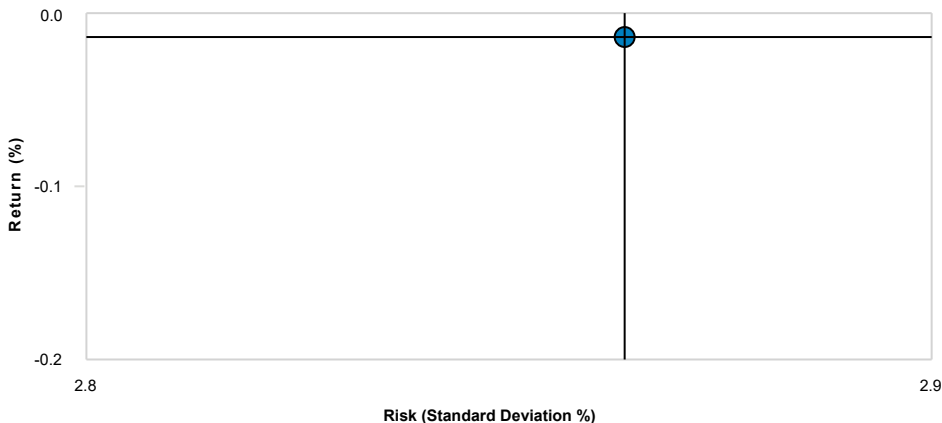 0.0
-0.1
-0.2
Return (%)
2.8
2.9
Risk (Standard Deviation %)